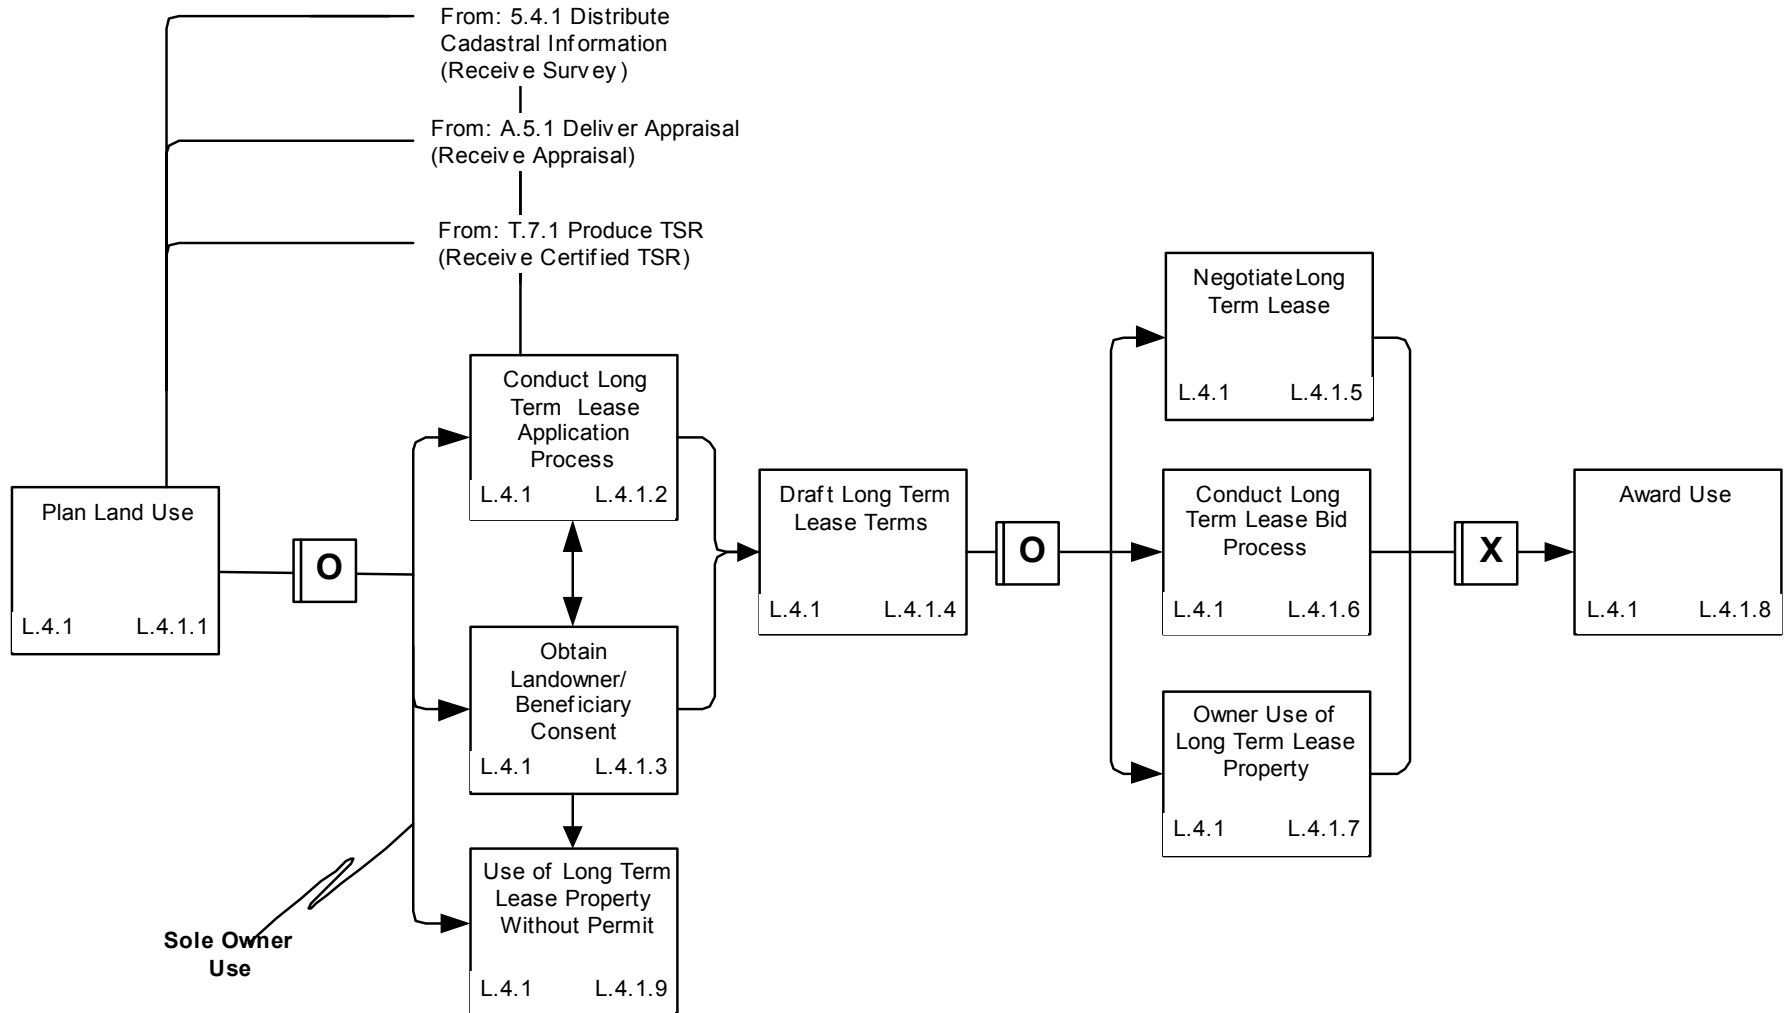 From: 5.4.1 Distribute
Cadastral Information
(Receive Survey)
From: A.5.1 Deliver Appraisal
(Receive Appraisal)
From: T.7.1 Produce TSR
(Receive Certified TSR)
Plan Land Use
L.4.1 L.4.1.1
O
Conduct Long
Term Lease
Application
Process
L.4.1 L.4.1.2
Obtain
Landowner/
Beneficiary
Consent
L.4.1 L.4.1.3
Use of Long Term
Lease Property
Without Permit
L.4.1 L.4.1.9
Sole Owner
Use
Draft Long Term
Lease Terms
L.4.1 L.4.1.4
O
Negotiate Long
Term Lease
L.4.1 L.4.1.5
Conduct Long
Term Lease Bid
Process
L.4.1 L.4.1.6
Owner Use of
Long Term Lease
Property
L.4.1 L.4.1.7
X
Award Use
L.4.1 L.4.1.8